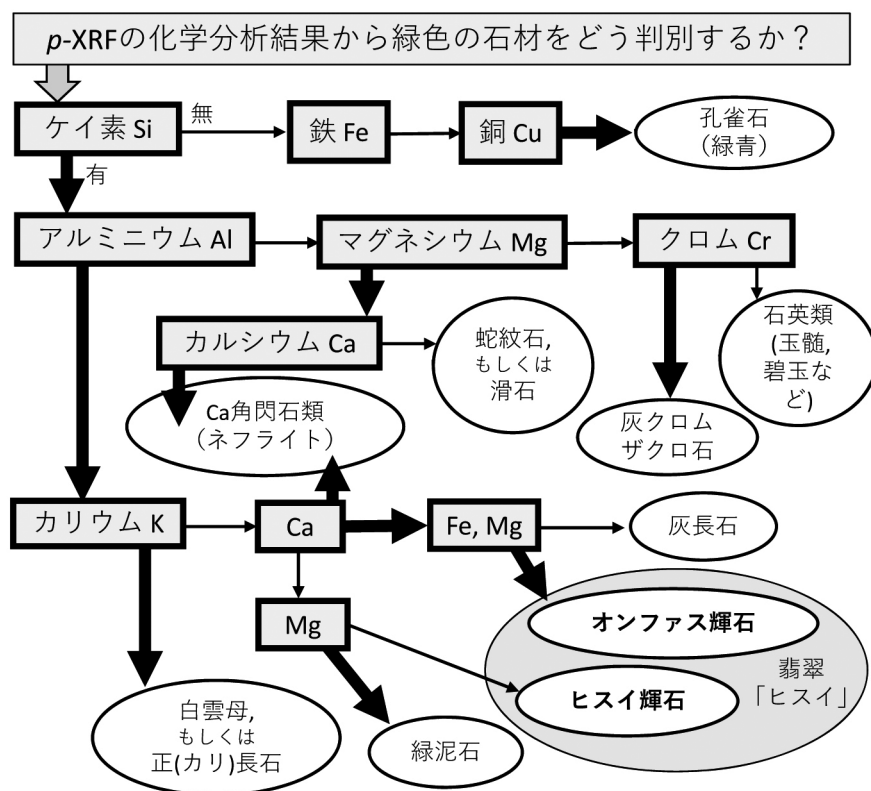 p-XRFの化学分析結果から緑色の石材をどう判別するか？
ケイ素 Si
無
鉄 Fe
銅 Cu
孔雀石
（緑青）
有
アルミニウム Al
マグネシウム Mg
クロム Cr
カルシウム Ca
蛇紋石,
もしくは
滑石
石英類
(玉髄,
碧玉な
ど)
Ca角閃石類
（ネフライト）
灰クロム
ザクロ石
カリウム K
Ca
Fe, Mg
灰長石
Mg
オンファス輝石
ヒスイ輝石
翡翠
「ヒスイ」
白雲母,
もしくは
正(カリ)長石
緑泥石